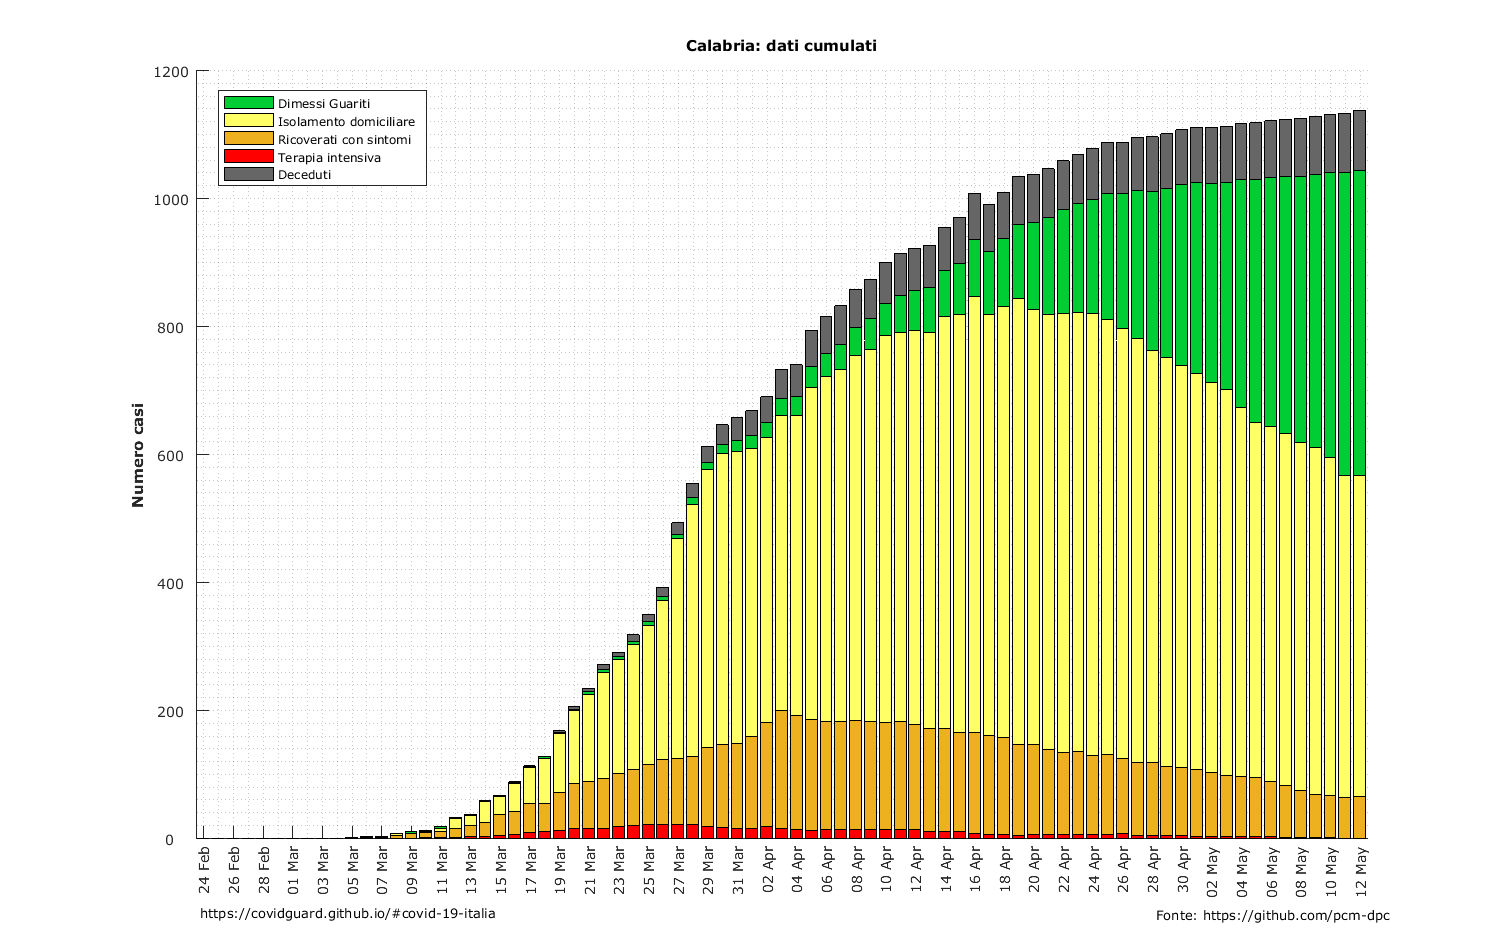 Calabria: dati cumulati
1200
1000
800
600
400
200
0
Numero casi
Dimessi Guariti
Isolamento domiciliare
Ricoverati con sintomi
Terapia intensiva
Deceduti
24 Feb
26 Feb
28 Feb
01 Mar
03 Mar
05 Mar
07 Mar
09 Mar
11 Mar
13 Mar
15 Mar
17 Mar
19 Mar
21 Mar
23 Mar
25 Mar
27 Mar
29 Mar
31 Mar
02 Apr
04 Apr
06 Apr
08 Apr
10 Apr
12 Apr
14 Apr
16 Apr
18 Apr
20 Apr
22 Apr
24 Apr
26 Apr
28 Apr
30 Apr
02 May
04 May
06 May
08 May
10 May
12 May
https://covidguard.github.io/#covid-19-italia
Fonte: https://github.com/pcm-dpc